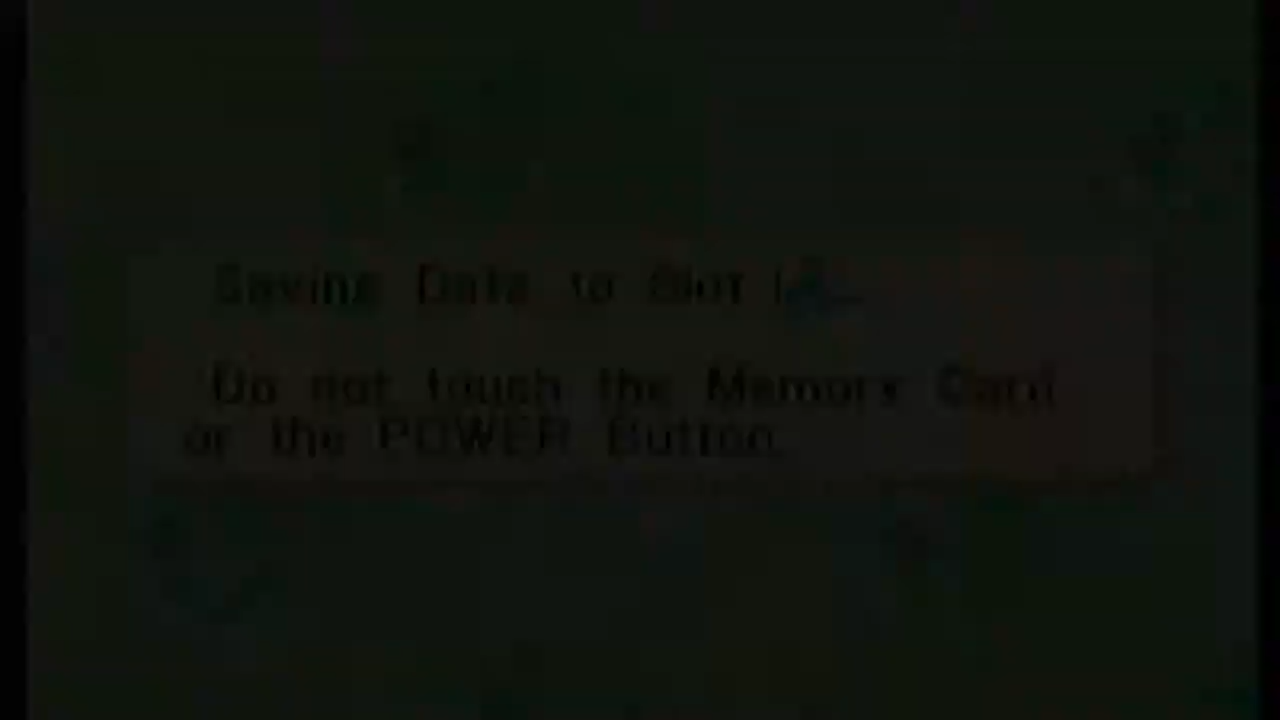 Saving Data to Slot A...
Do not touch the Memory Card
or the POWER Button.